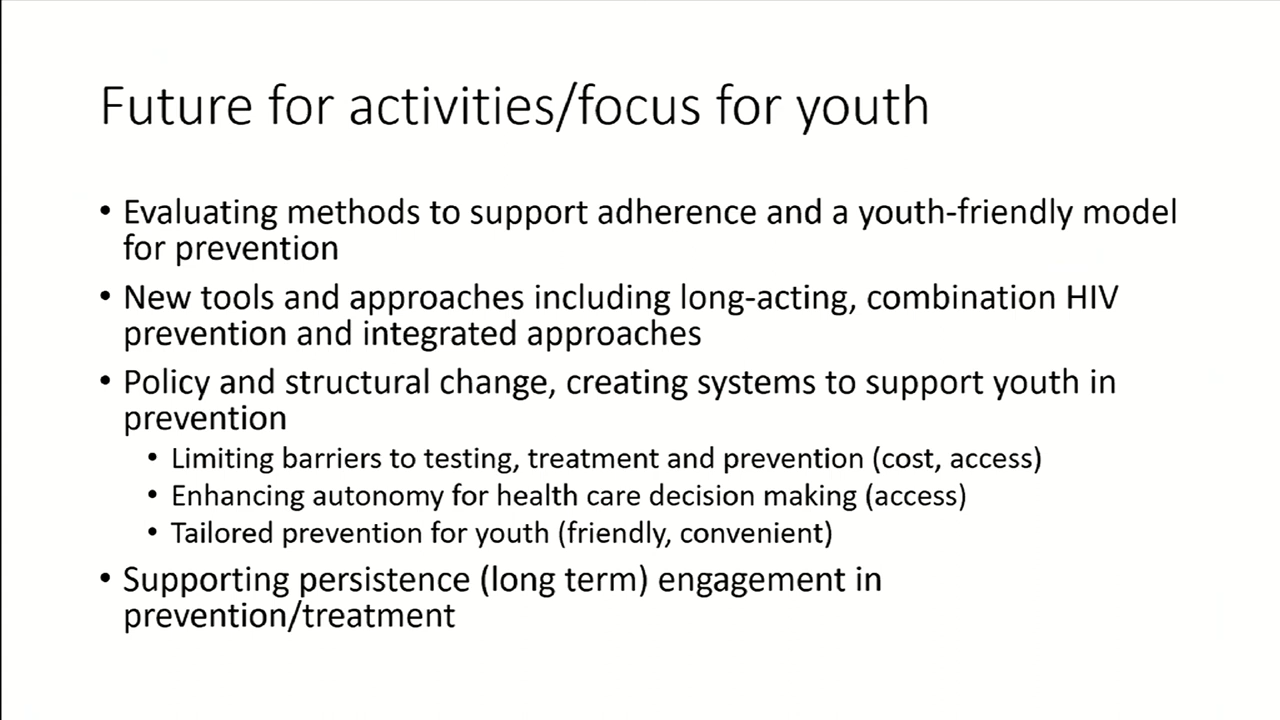 Future for activities/focus for youth
• Evaluating methods to support adherence and a youth-friendly model
for prevention
• New tools and approaches including long-acting, combination HIV
prevention and integrated approaches
• Policy and structural change, creating systems to support youth in
prevention
• Limiting barriers to testing, treatment and prevention (cost, access)
• Enhancing autonomy for health care decision making (access)
• Tailored prevention for youth (friendly, convenient)
• Supporting persistence (long term) engagement in
prevention/treatment